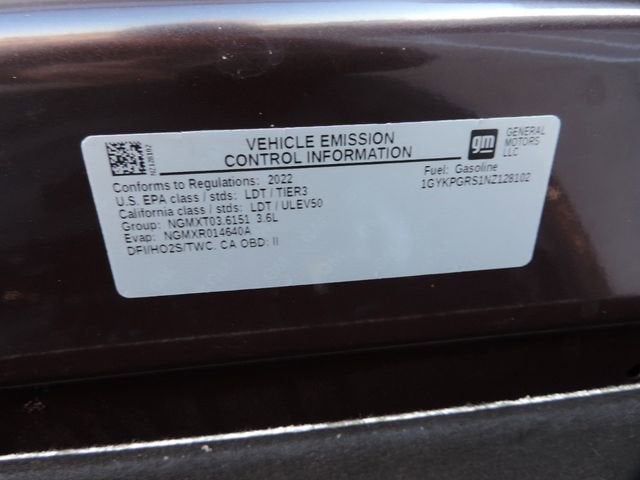 NZ128102
VEHICLE EMISSION
CONTROL INFORMATION
gm
GENERAL
MOTORS
LLC
Conforms to Regulations: 2022
U.S. EPA class / stds: LDT / TIER3
California class / stds: LDT / ULEV50
Group: NGMXT03.6151 3.6L
Evap: NGMXR014640A
DFI/HO2S/TWC. CA OBD: II
Fuel: Gasoline
1GYKPGRS1NZ128102